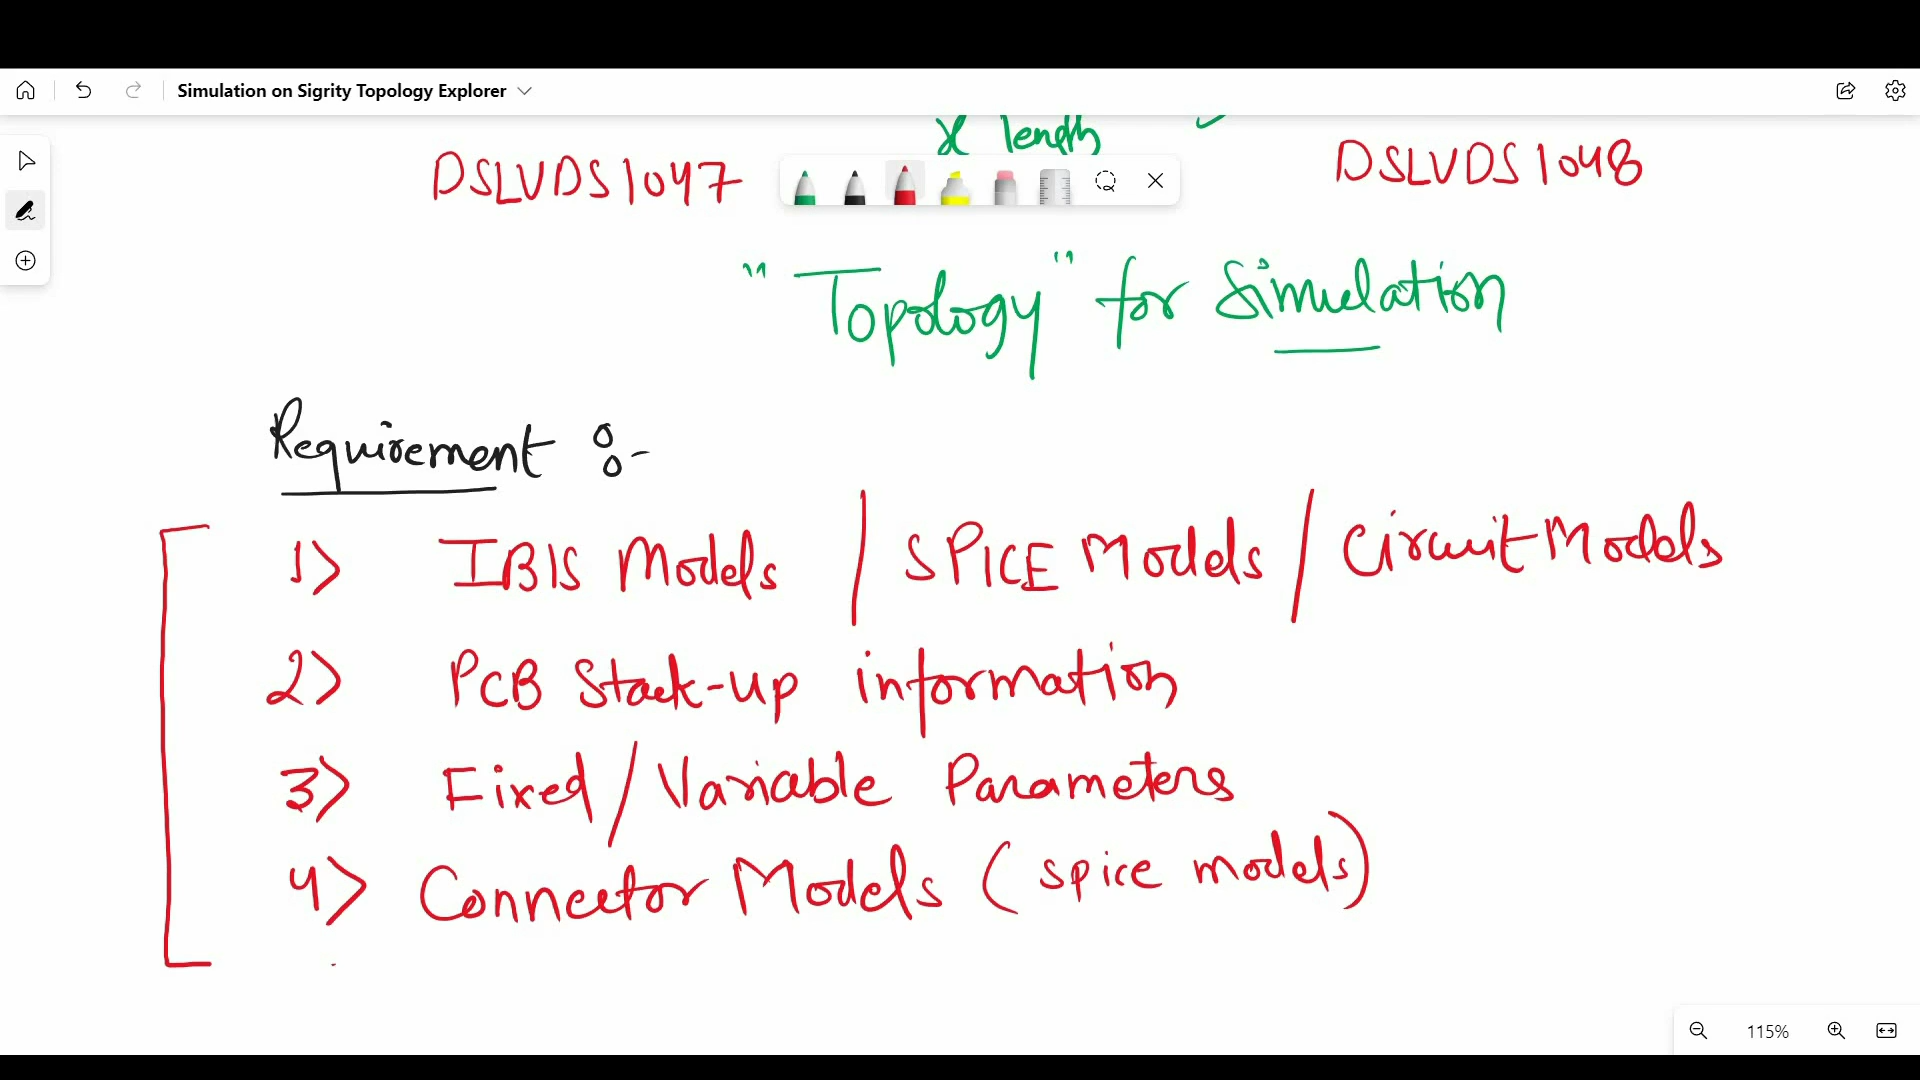 Simulation on Sigrity Topology Explorer
x length
DSLVDS1047
DSLVDS1048
"Topology" for Simulation
Requirement :-
1> IBIS Models / SPICE Models / Circuit Models
2> PCB Stack-up information
3> Fixed / Variable Parameters
4> Connector Models (spice models)
115%